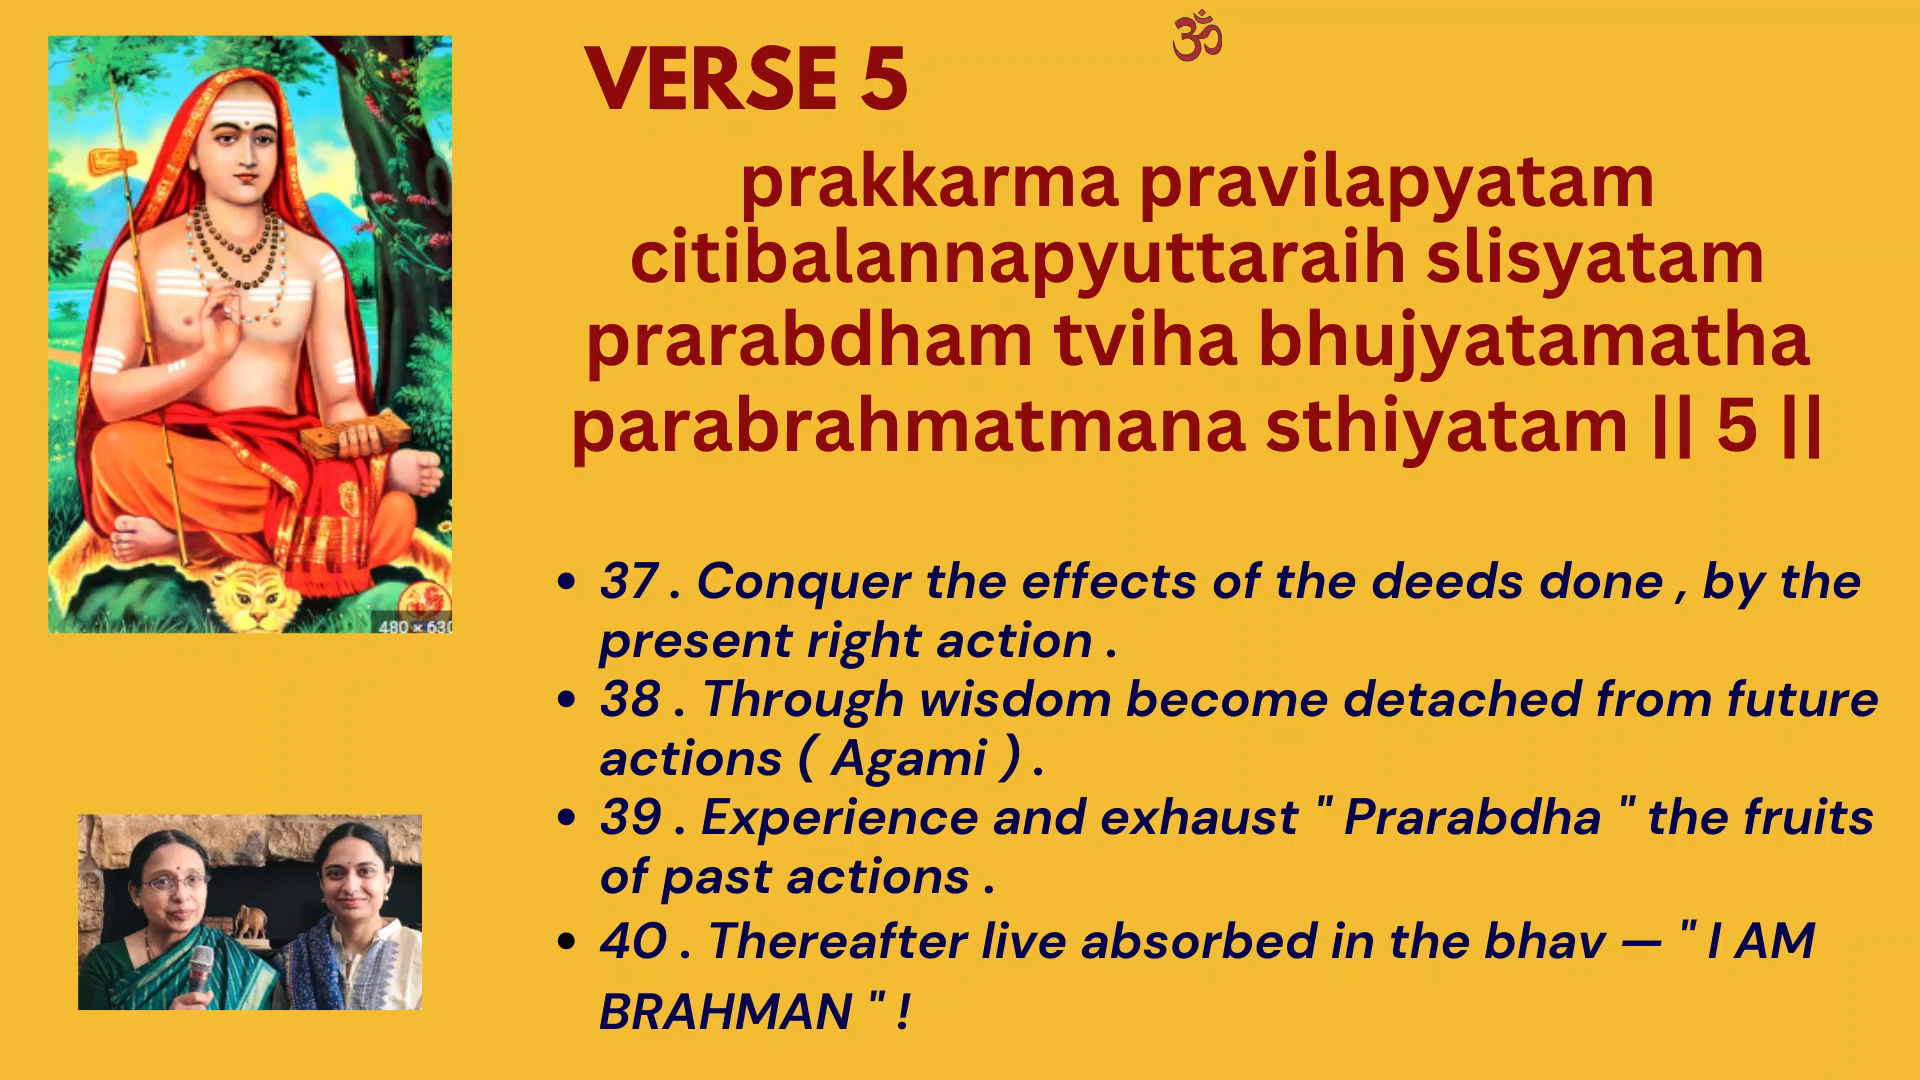 ॐ
VERSE 5
prakkarma pravilapyatam
citibalannapyuttaraih slisyatam
prarabdham tviha bhujyatamatha
parabrahmatmana sthiyatam || 5 ||
• 37 . Conquer the effects of the deeds done , by the
present right action .
• 38 . Through wisdom become detached from future
actions ( Agami ) .
• 39 . Experience and exhaust " Prarabdha " the fruits
of past actions .
• 40 . Thereafter live absorbed in the bhav — " I AM
BRAHMAN " !
480 × 630